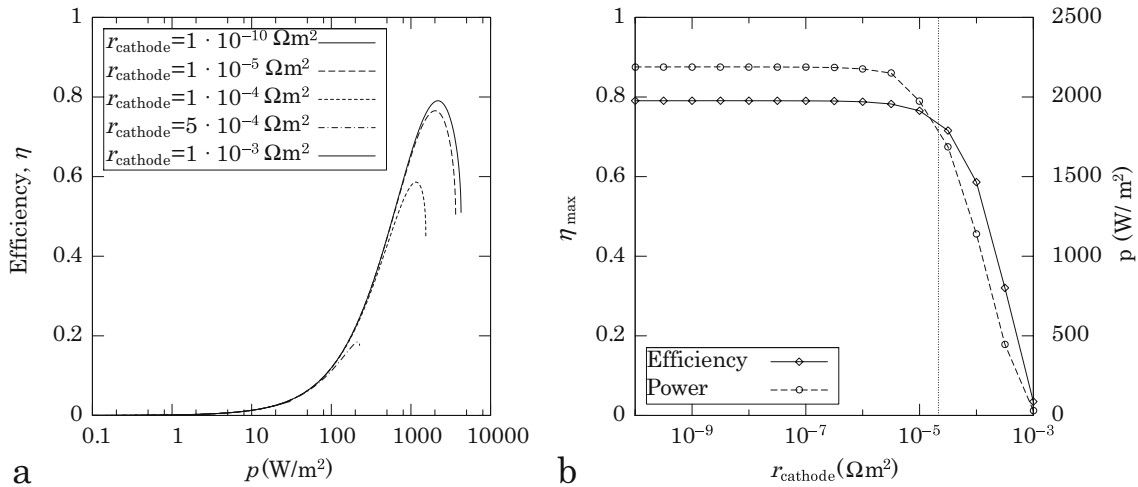 1
0.8
0.6
0.4
0.2
0
Efficiency, η
r_cathode=1 · 10⁻¹⁰ Ωm²
r_cathode=1 · 10⁻⁵ Ωm²
r_cathode=1 · 10⁻⁴ Ωm²
r_cathode=5 · 10⁻⁴ Ωm²
r_cathode=1 · 10⁻³ Ωm²
0.1 1 10 100 1000 10000
p (W/m²)
a
1
0.8
0.6
0.4
0.2
0
η max
Efficiency
Power
2500
2000
1500
1000
500
0
p (W/ m²)
10⁻⁹ 10⁻⁷ 10⁻⁵ 10⁻³
r_cathode (Ωm²)
b